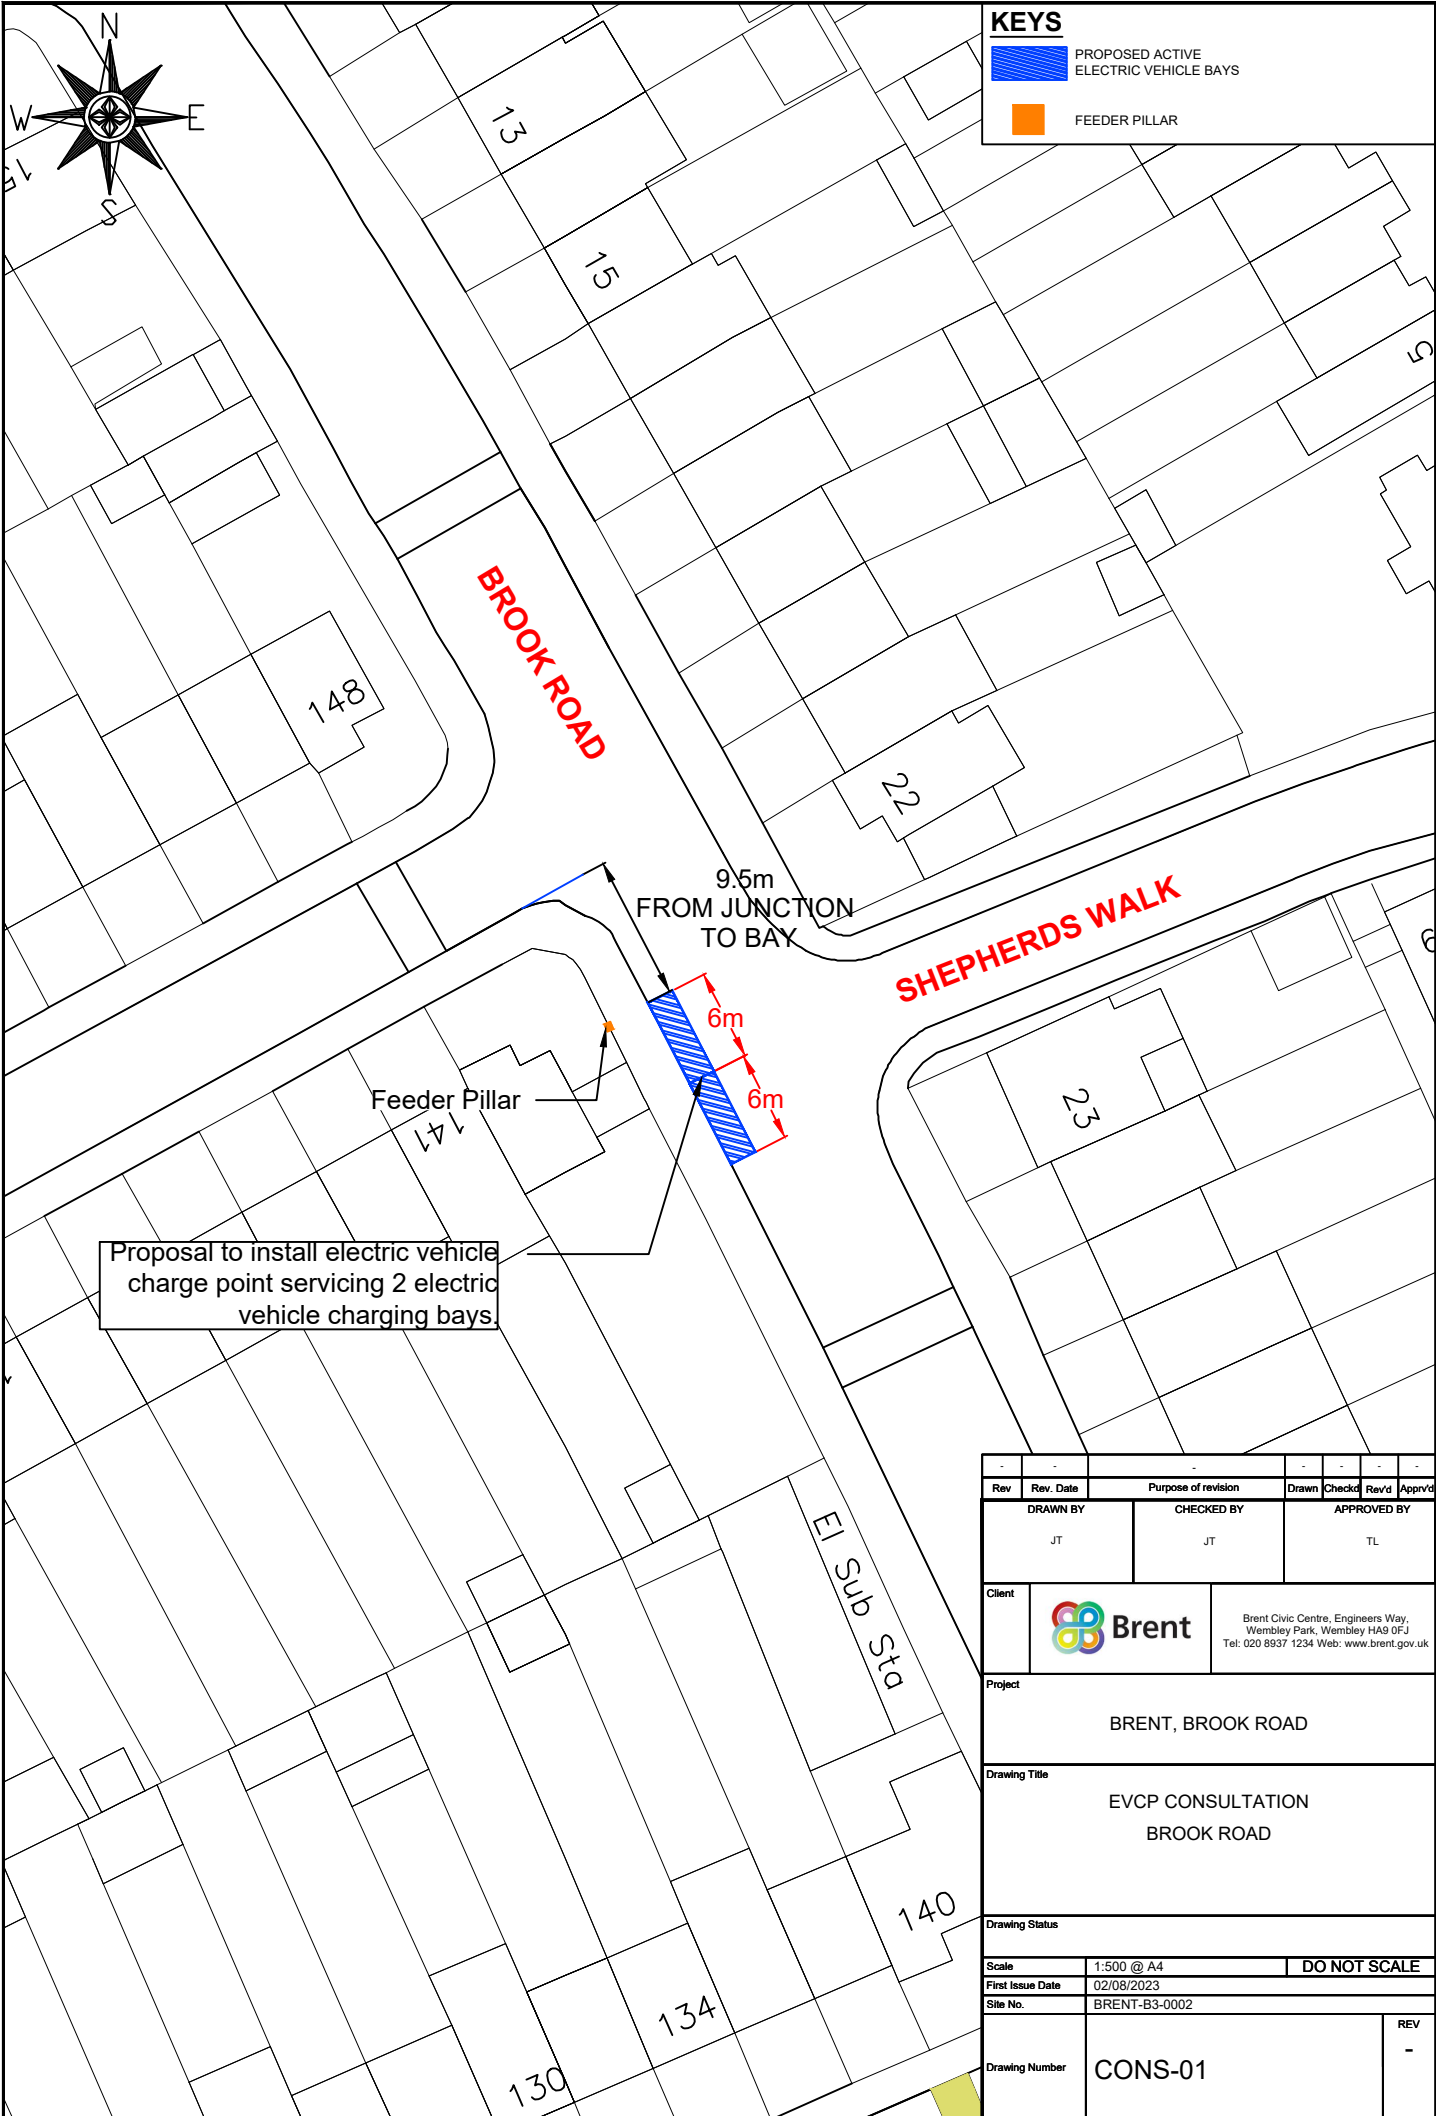 KEYS
PROPOSED ACTIVE
ELECTRIC VEHICLE BAYS
FEEDER PILLAR
N
W
E
S
13
15
5
148
BROOK ROAD
22
9.5m
FROM JUNCTION
TO BAY
SHEPHERDS WALK
6m
6m
Feeder Pillar
141
23
Proposal to install electric vehicle
charge point servicing 2 electric
vehicle charging bays.
El Sub Sta
140
134
130
- - - - - - -
Rev Rev. Date Purpose of revision Drawn Checkd Rev'd Apprv'd
DRAWN BY CHECKED BY APPROVED BY
JT JT TL
Client
Brent
Brent Civic Centre, Engineers Way,
Wembley Park, Wembley HA9 0FJ
Tel: 020 8937 1234 Web: www.brent.gov.uk
Project
BRENT, BROOK ROAD
Drawing Title
EVCP CONSULTATION
BROOK ROAD
Drawing Status
Scale 1:500 @ A4 DO NOT SCALE
First Issue Date 02/08/2023
Site No. BRENT-B3-0002
Drawing Number CONS-01
REV
-